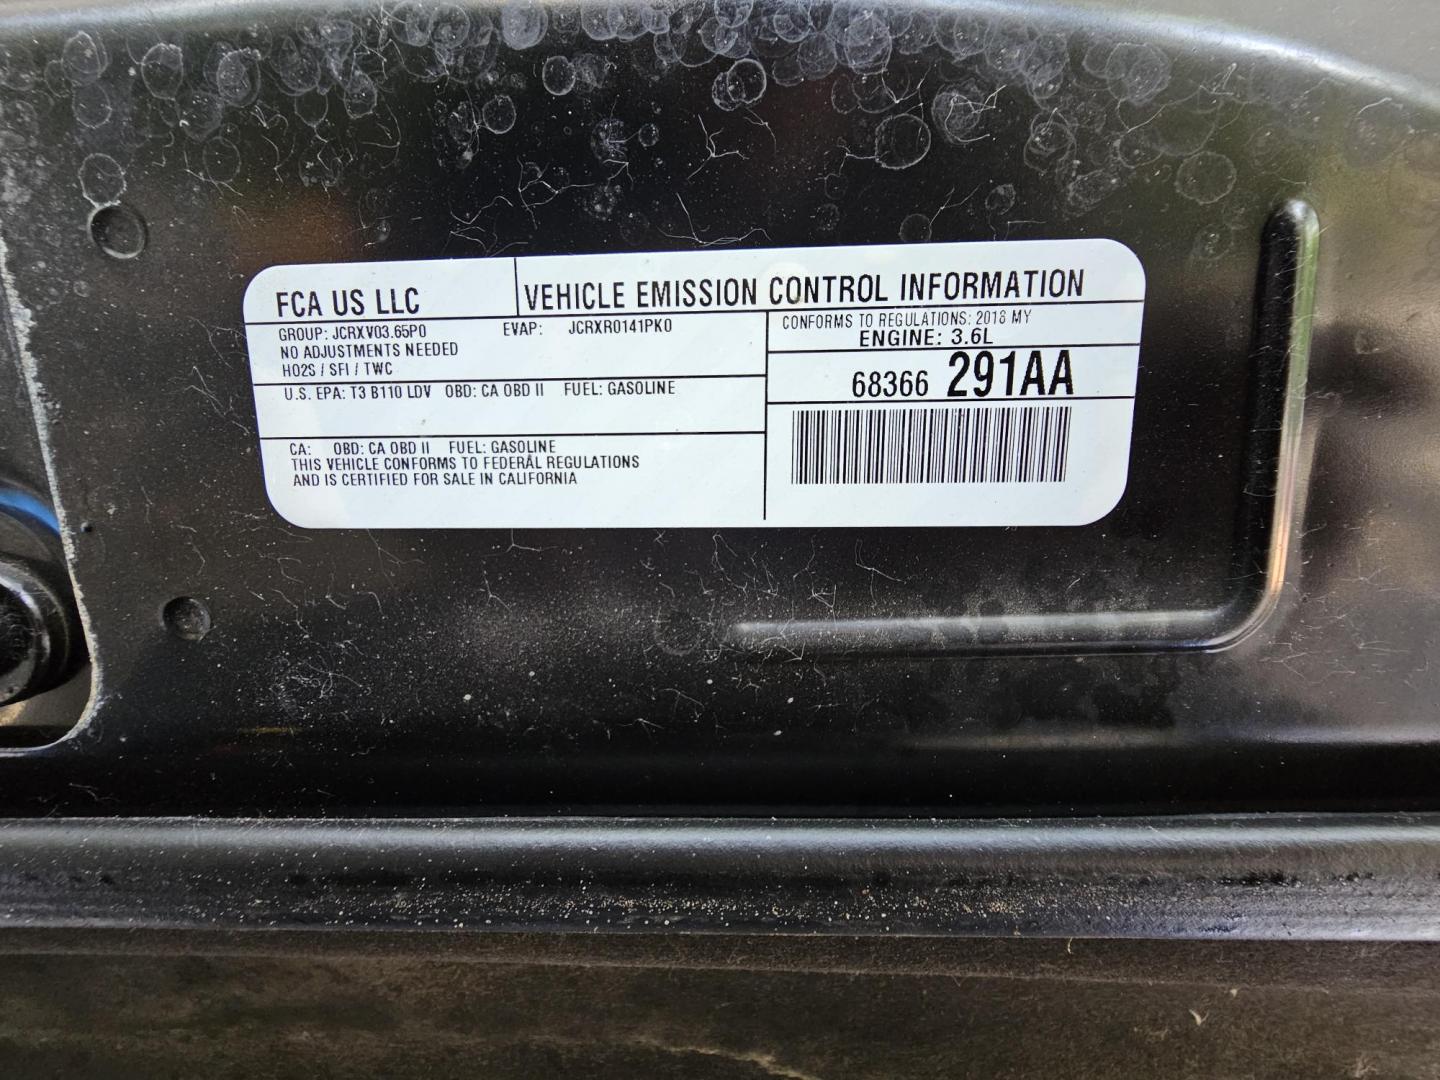 FCA US LLC
VEHICLE EMISSION CONTROL INFORMATION
GROUP: JCRXV03.65P0 EVAP: JCRXR0141PK0
NO ADJUSTMENTS NEEDED
HO2S / SFI / TWC
U.S. EPA: T3 B110 LDV OBD: CA OBD II FUEL: GASOLINE
CA: OBD: CA OBD II FUEL: GASOLINE
THIS VEHICLE CONFORMS TO FEDERAL REGULATIONS
AND IS CERTIFIED FOR SALE IN CALIFORNIA
CONFORMS TO REGULATIONS: 2018 MY
ENGINE: 3.6L
68366 291AA